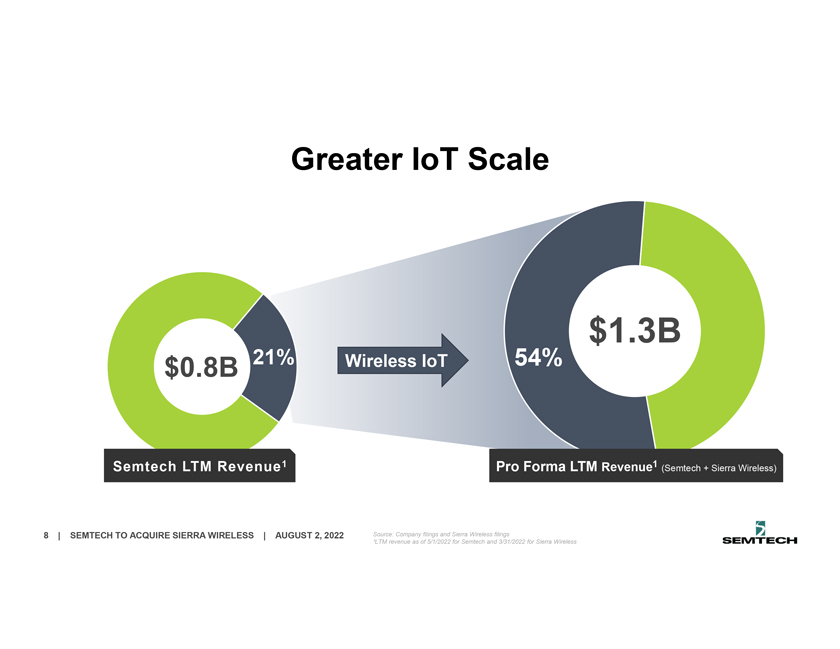 Greater IoT Scale
$0.8B
21%
Wireless IoT
54%
$1.3B
Semtech LTM Revenue¹
Pro Forma LTM Revenue¹ (Semtech + Sierra Wireless)
8 | SEMTECH TO ACQUIRE SIERRA WIRELESS | AUGUST 2, 2022
Source: Company filings and Sierra Wireless filings
¹LTM revenue as of 5/1/2022 for Semtech and 3/31/2022 for Sierra Wireless
SEMTECH